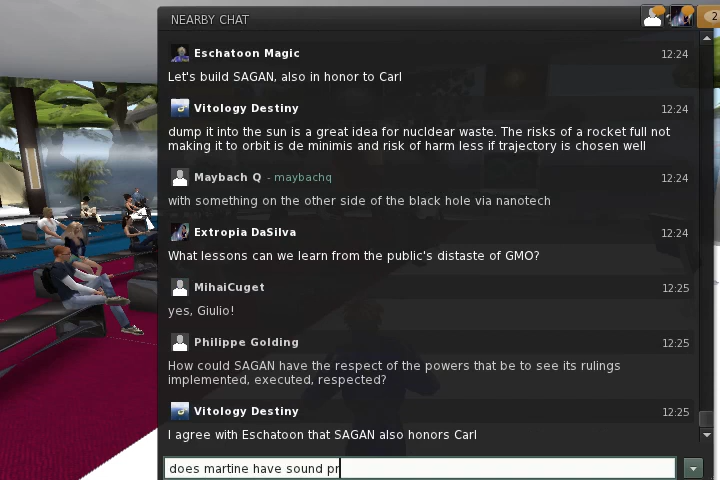 NEARBY CHAT
2
Eschatoon Magic 12:24
Let's build SAGAN, also in honor to Carl
Vitology Destiny 12:24
dump it into the sun is a great idea for nucldear waste. The risks of a rocket full not
making it to orbit is de minimis and risk of harm less if trajectory is chosen well
Maybach Q - maybachq 12:24
with something on the other side of the black hole via nanotech
Extropia DaSilva 12:24
What lessons can we learn from the public's distaste of GMO?
MihaiCuget 12:25
yes, Giulio!
Philippe Golding 12:25
How could SAGAN have the respect of the powers that be to see its rulings
implemented, executed, respected?
Vitology Destiny 12:25
I agree with Eschatoon that SAGAN also honors Carl
does martine have sound pr